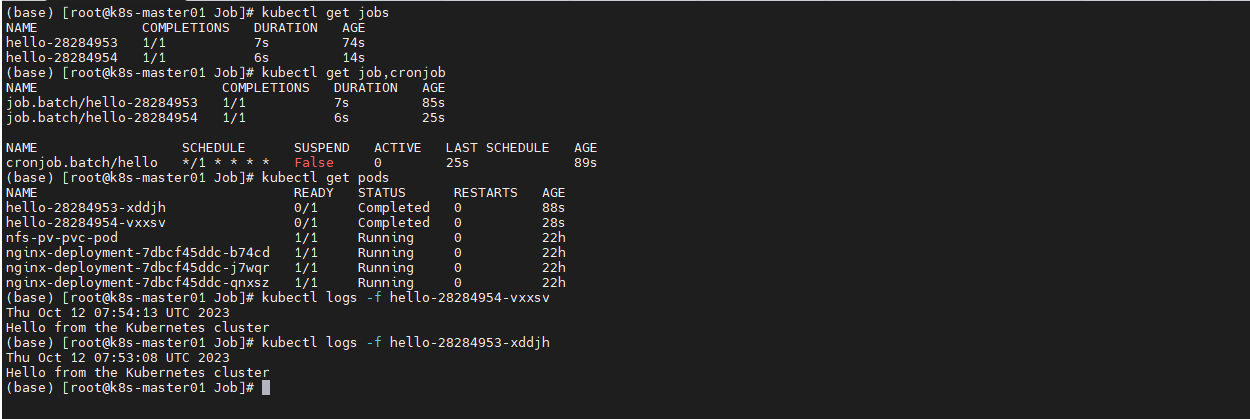 (base) [root@k8s-master01 Job]# kubectl get jobs
NAME             COMPLETIONS   DURATION   AGE
hello-28284953   1/1           7s         74s
hello-28284954   1/1           6s         14s
(base) [root@k8s-master01 Job]# kubectl get job,cronjob
NAME                       COMPLETIONS   DURATION   AGE
job.batch/hello-28284953   1/1           7s         85s
job.batch/hello-28284954   1/1           6s         25s

NAME                  SCHEDULE      SUSPEND   ACTIVE   LAST SCHEDULE   AGE
cronjob.batch/hello   */1 * * * *   False     0        25s             89s
(base) [root@k8s-master01 Job]# kubectl get pods
NAME                                READY   STATUS      RESTARTS   AGE
hello-28284953-xddjh                0/1     Completed   0          88s
hello-28284954-vxxsv                0/1     Completed   0          28s
nfs-pv-pvc-pod                      1/1     Running     0          22h
nginx-deployment-7dbcf45ddc-b74cd   1/1     Running     0          22h
nginx-deployment-7dbcf45ddc-j7wqr   1/1     Running     0          22h
nginx-deployment-7dbcf45ddc-qnxsz   1/1     Running     0          22h
(base) [root@k8s-master01 Job]# kubectl logs -f hello-28284954-vxxsv
Thu Oct 12 07:54:13 UTC 2023
Hello from the Kubernetes cluster
(base) [root@k8s-master01 Job]# kubectl logs -f hello-28284953-xddjh
Thu Oct 12 07:53:08 UTC 2023
Hello from the Kubernetes cluster
(base) [root@k8s-master01 Job]#